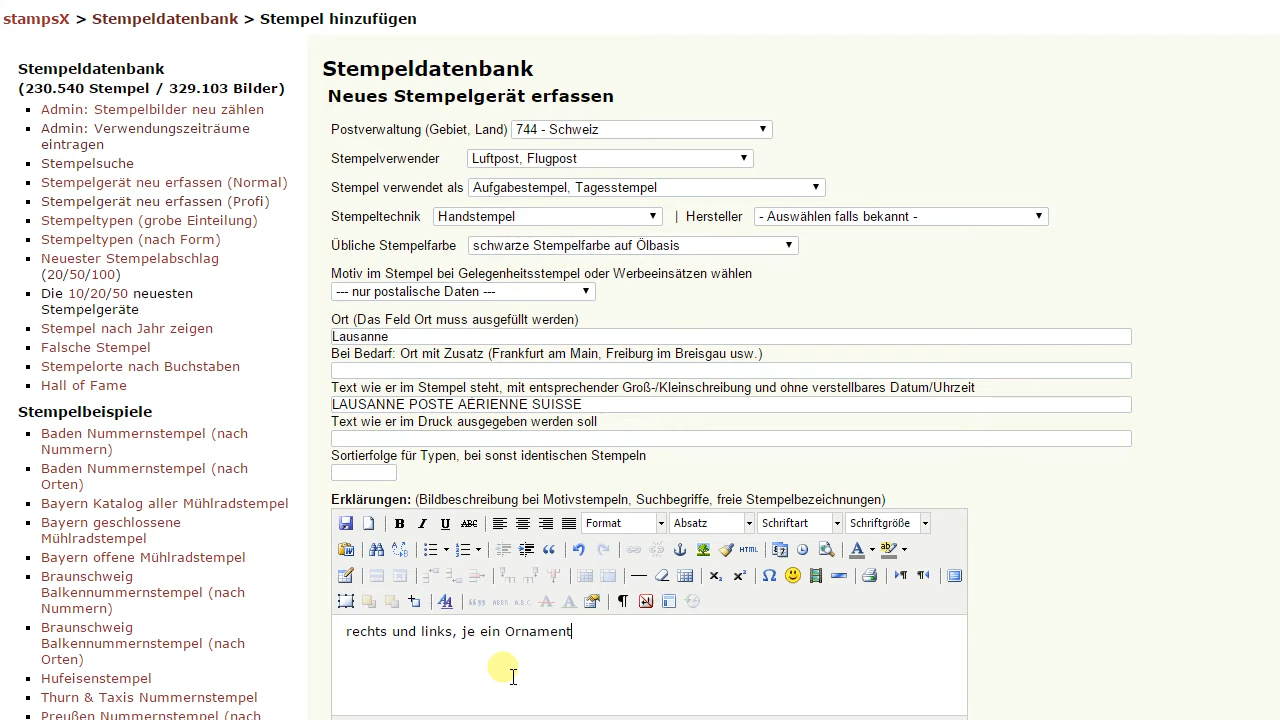 stampsX > Stempeldatenbank > Stempel hinzufügen
Stempeldatenbank
(230.540 Stempel / 329.103 Bilder)
Admin: Stempelbilder neu zählen
Admin: Verwendungszeiträume
eintragen
Stempelsuche
Stempelgerät neu erfassen (Normal)
Stempelgerät neu erfassen (Profi)
Stempeltypen (grobe Einteilung)
Stempeltypen (nach Form)
Neuester Stempelabschlag
(20/50/100)
Die 10/20/50 neuesten
Stempelgeräte
Stempel nach Jahr zeigen
Falsche Stempel
Stempelorte nach Buchstaben
Hall of Fame
Stempelbeispiele
Baden Nummernstempel (nach
Nummern)
Baden Nummernstempel (nach
Orten)
Bayern Katalog aller Mühlradstempel
Bayern geschlossene
Mühlradstempel
Bayern offene Mühlradstempel
Braunschweig
Balkennummernstempel (nach
Nummern)
Braunschweig
Balkennummernstempel (nach
Orten)
Hufeisenstempel
Thurn & Taxis Nummernstempel
Preußen Nummernstempel (nach
Stempeldatenbank
Neues Stempelgerät erfassen
Postverwaltung (Gebiet, Land) 744 - Schweiz
Stempelverwender Luftpost, Flugpost
Stempel verwendet als Aufgabestempel, Tagesstempel
Stempeltechnik Handstempel | Hersteller - Auswählen falls bekannt -
Übliche Stempelfarbe schwarze Stempelfarbe auf Ölbasis
Motiv im Stempel bei Gelegenheitsstempel oder Werbeeinsätzen wählen
--- nur postalische Daten ---
Ort (Das Feld Ort muss ausgefüllt werden)
Lausanne
Bei Bedarf: Ort mit Zusatz (Frankfurt am Main, Freiburg im Breisgau usw.)
Text wie er im Stempel steht, mit entsprechender Groß-/Kleinschreibung und ohne verstellbares Datum/Uhrzeit
LAUSANNE POSTE AÉRIENNE SUISSE
Text wie er im Druck ausgegeben werden soll
Sortierfolge für Typen, bei sonst identischen Stempeln
Erklärungen: (Bildbeschreibung bei Motivstempeln, Suchbegriffe, freie Stempelbezeichnungen)
B I U ABC Format Absatz Schriftart Schriftgröße
HTML A ab
x₂ x²
A ABBR A.B.C. A A
rechts und links, je ein Ornament